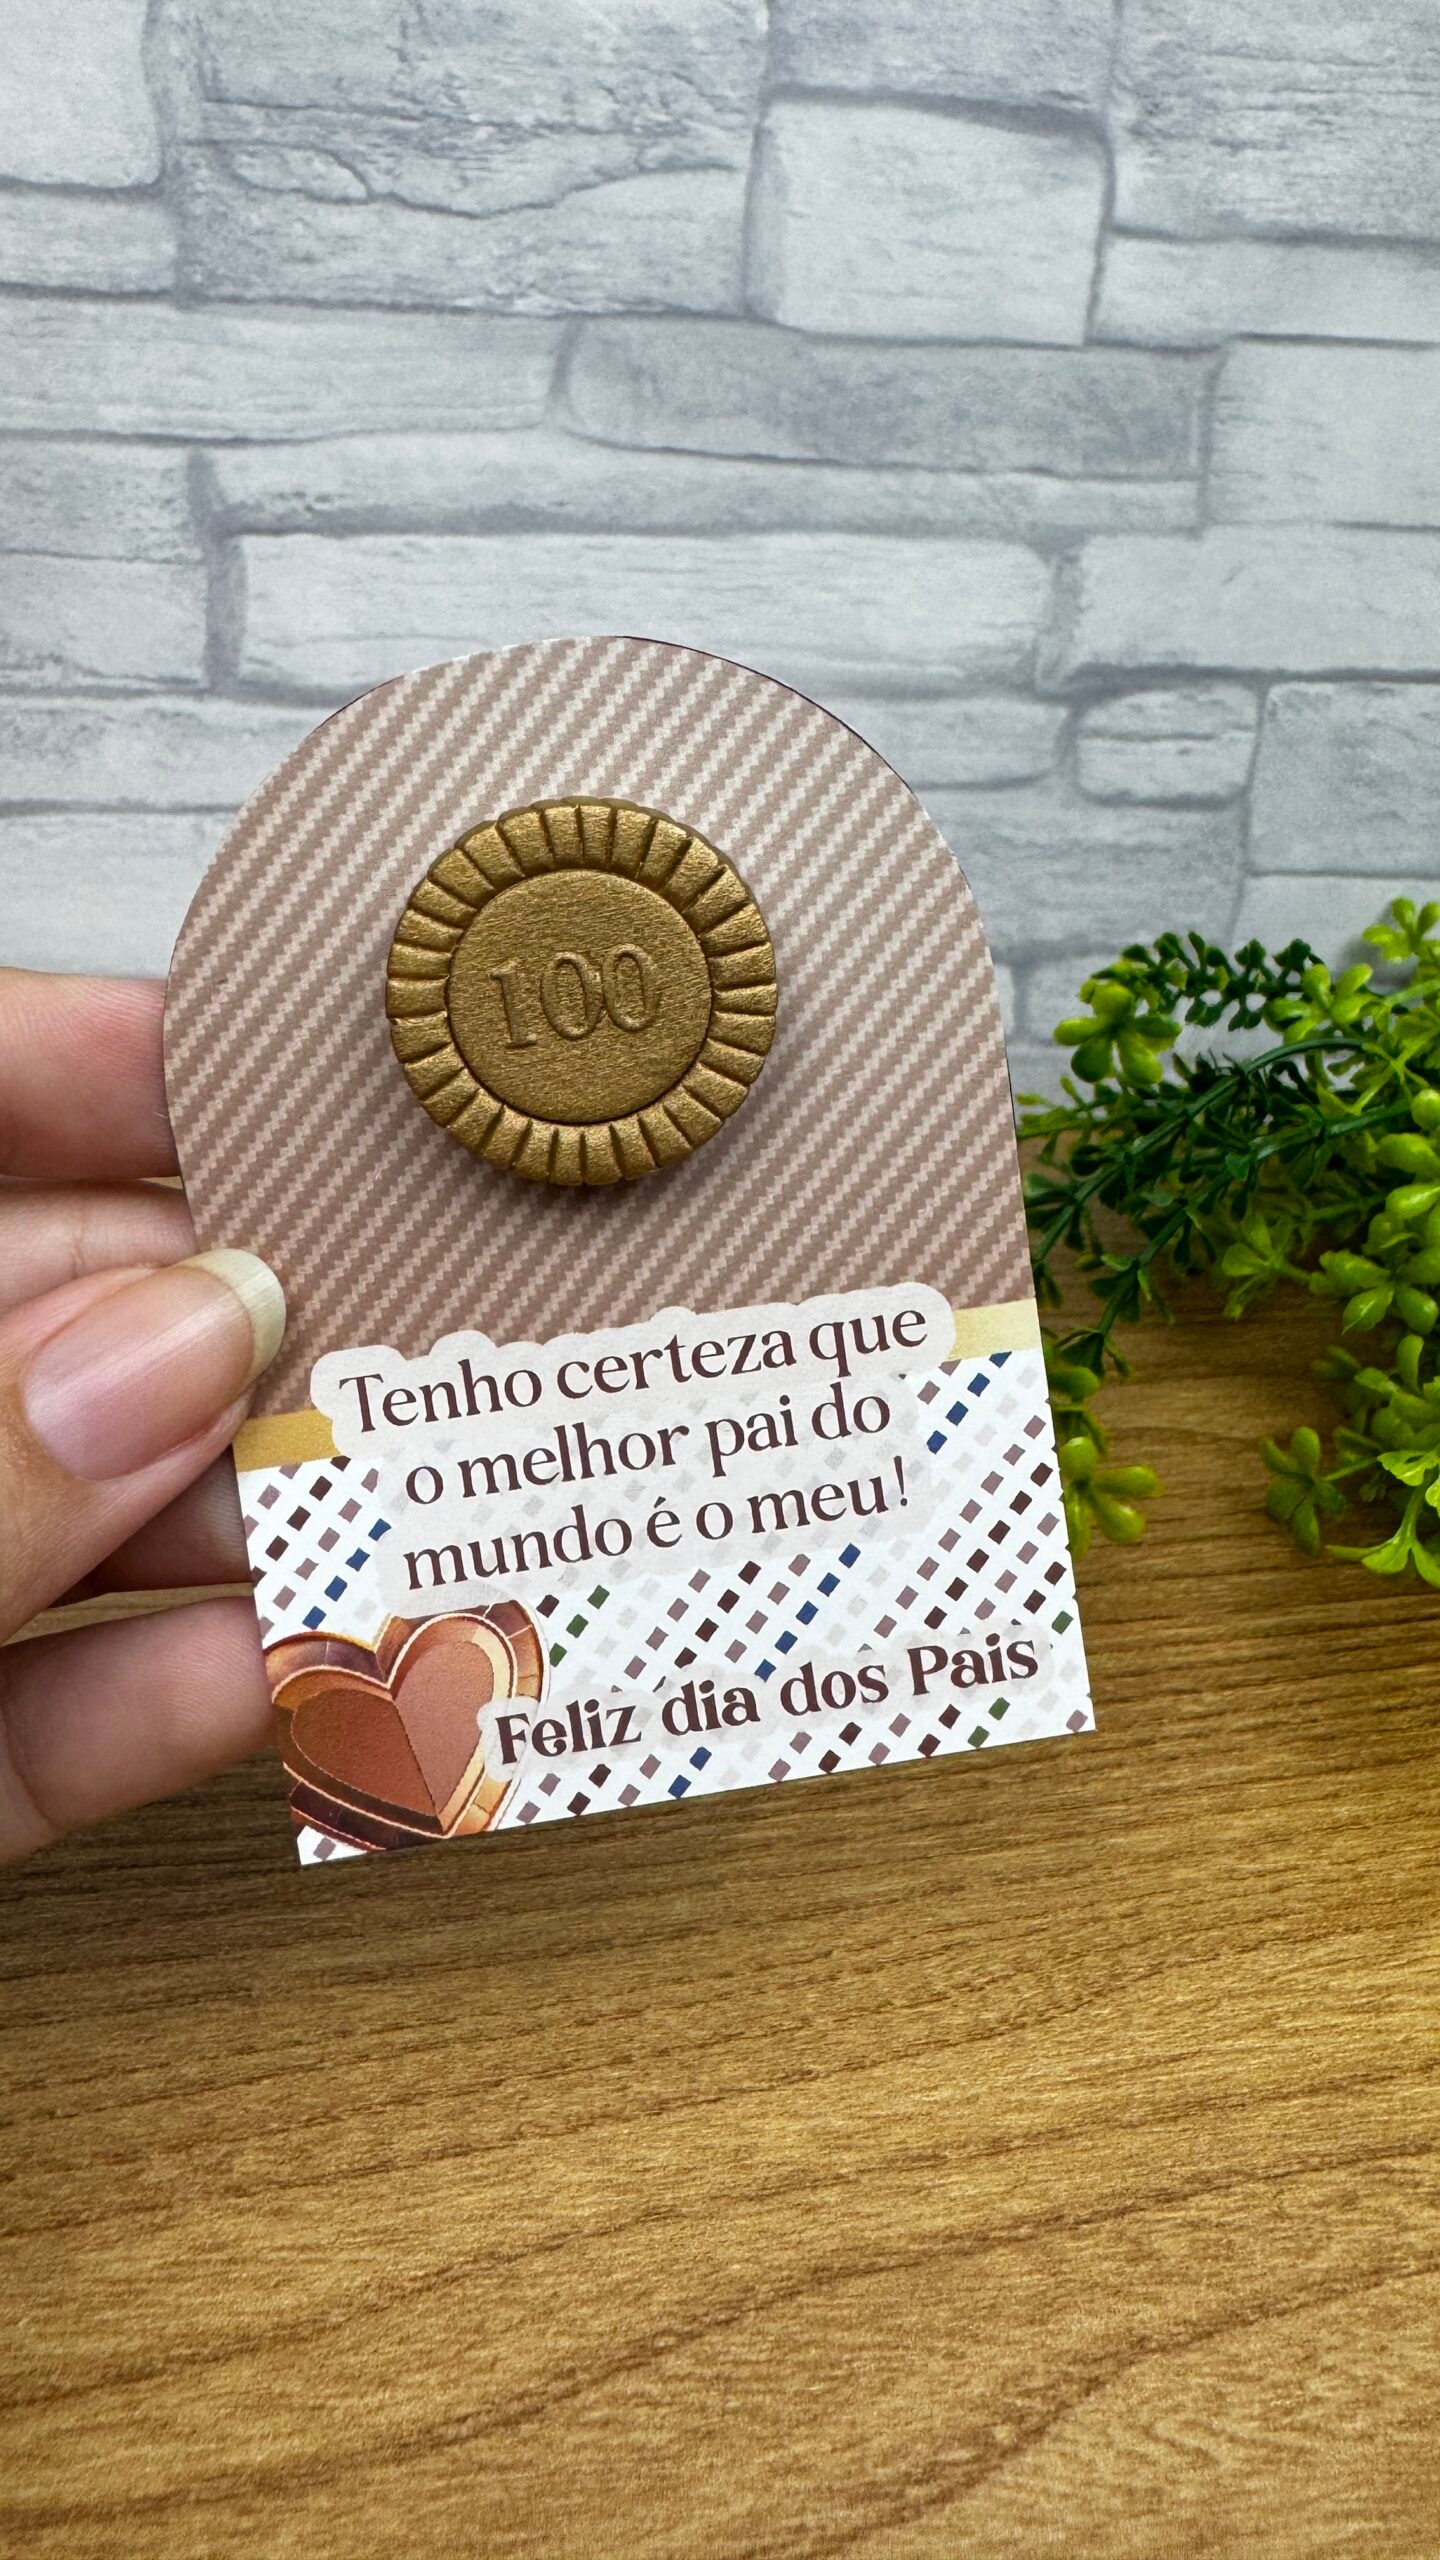 100
Tenho certeza que
o melhor pai do
mundo é o meu!
Feliz dia dos Pais